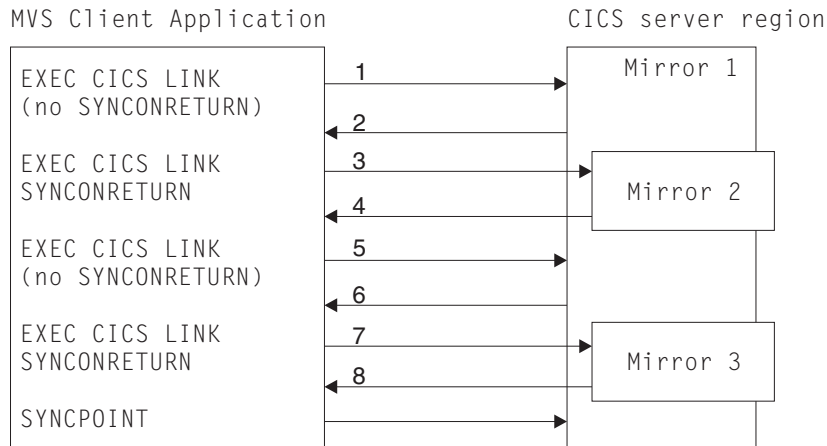 MVS Client Application
CICS server region
EXEC CICS LINK
(no SYNCONRETURN)
1
Mirror 1
2
EXEC CICS LINK
SYNCONRETURN
3
Mirror 2
4
EXEC CICS LINK
(no SYNCONRETURN)
5
6
EXEC CICS LINK
SYNCONRETURN
7
Mirror 3
8
SYNCPOINT